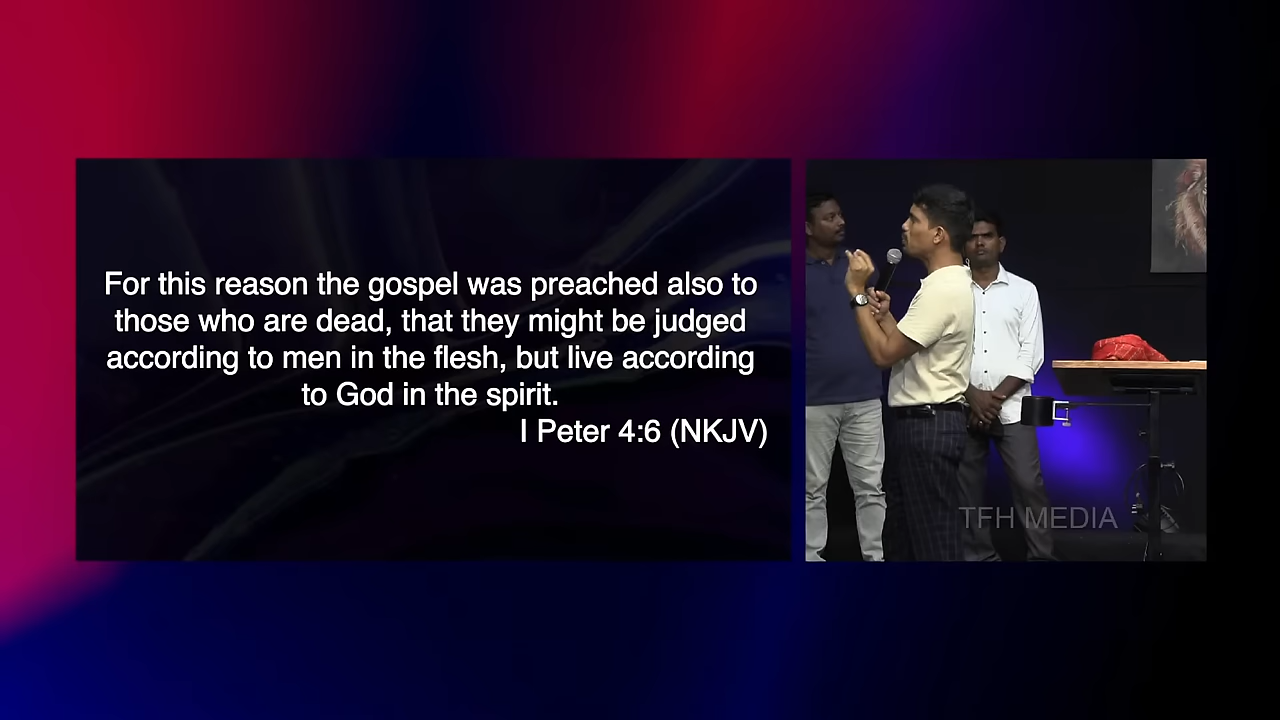 For this reason the gospel was preached also to
those who are dead, that they might be judged
according to men in the flesh, but live according
to God in the spirit.
I Peter 4:6 (NKJV)
TFH MEDIA